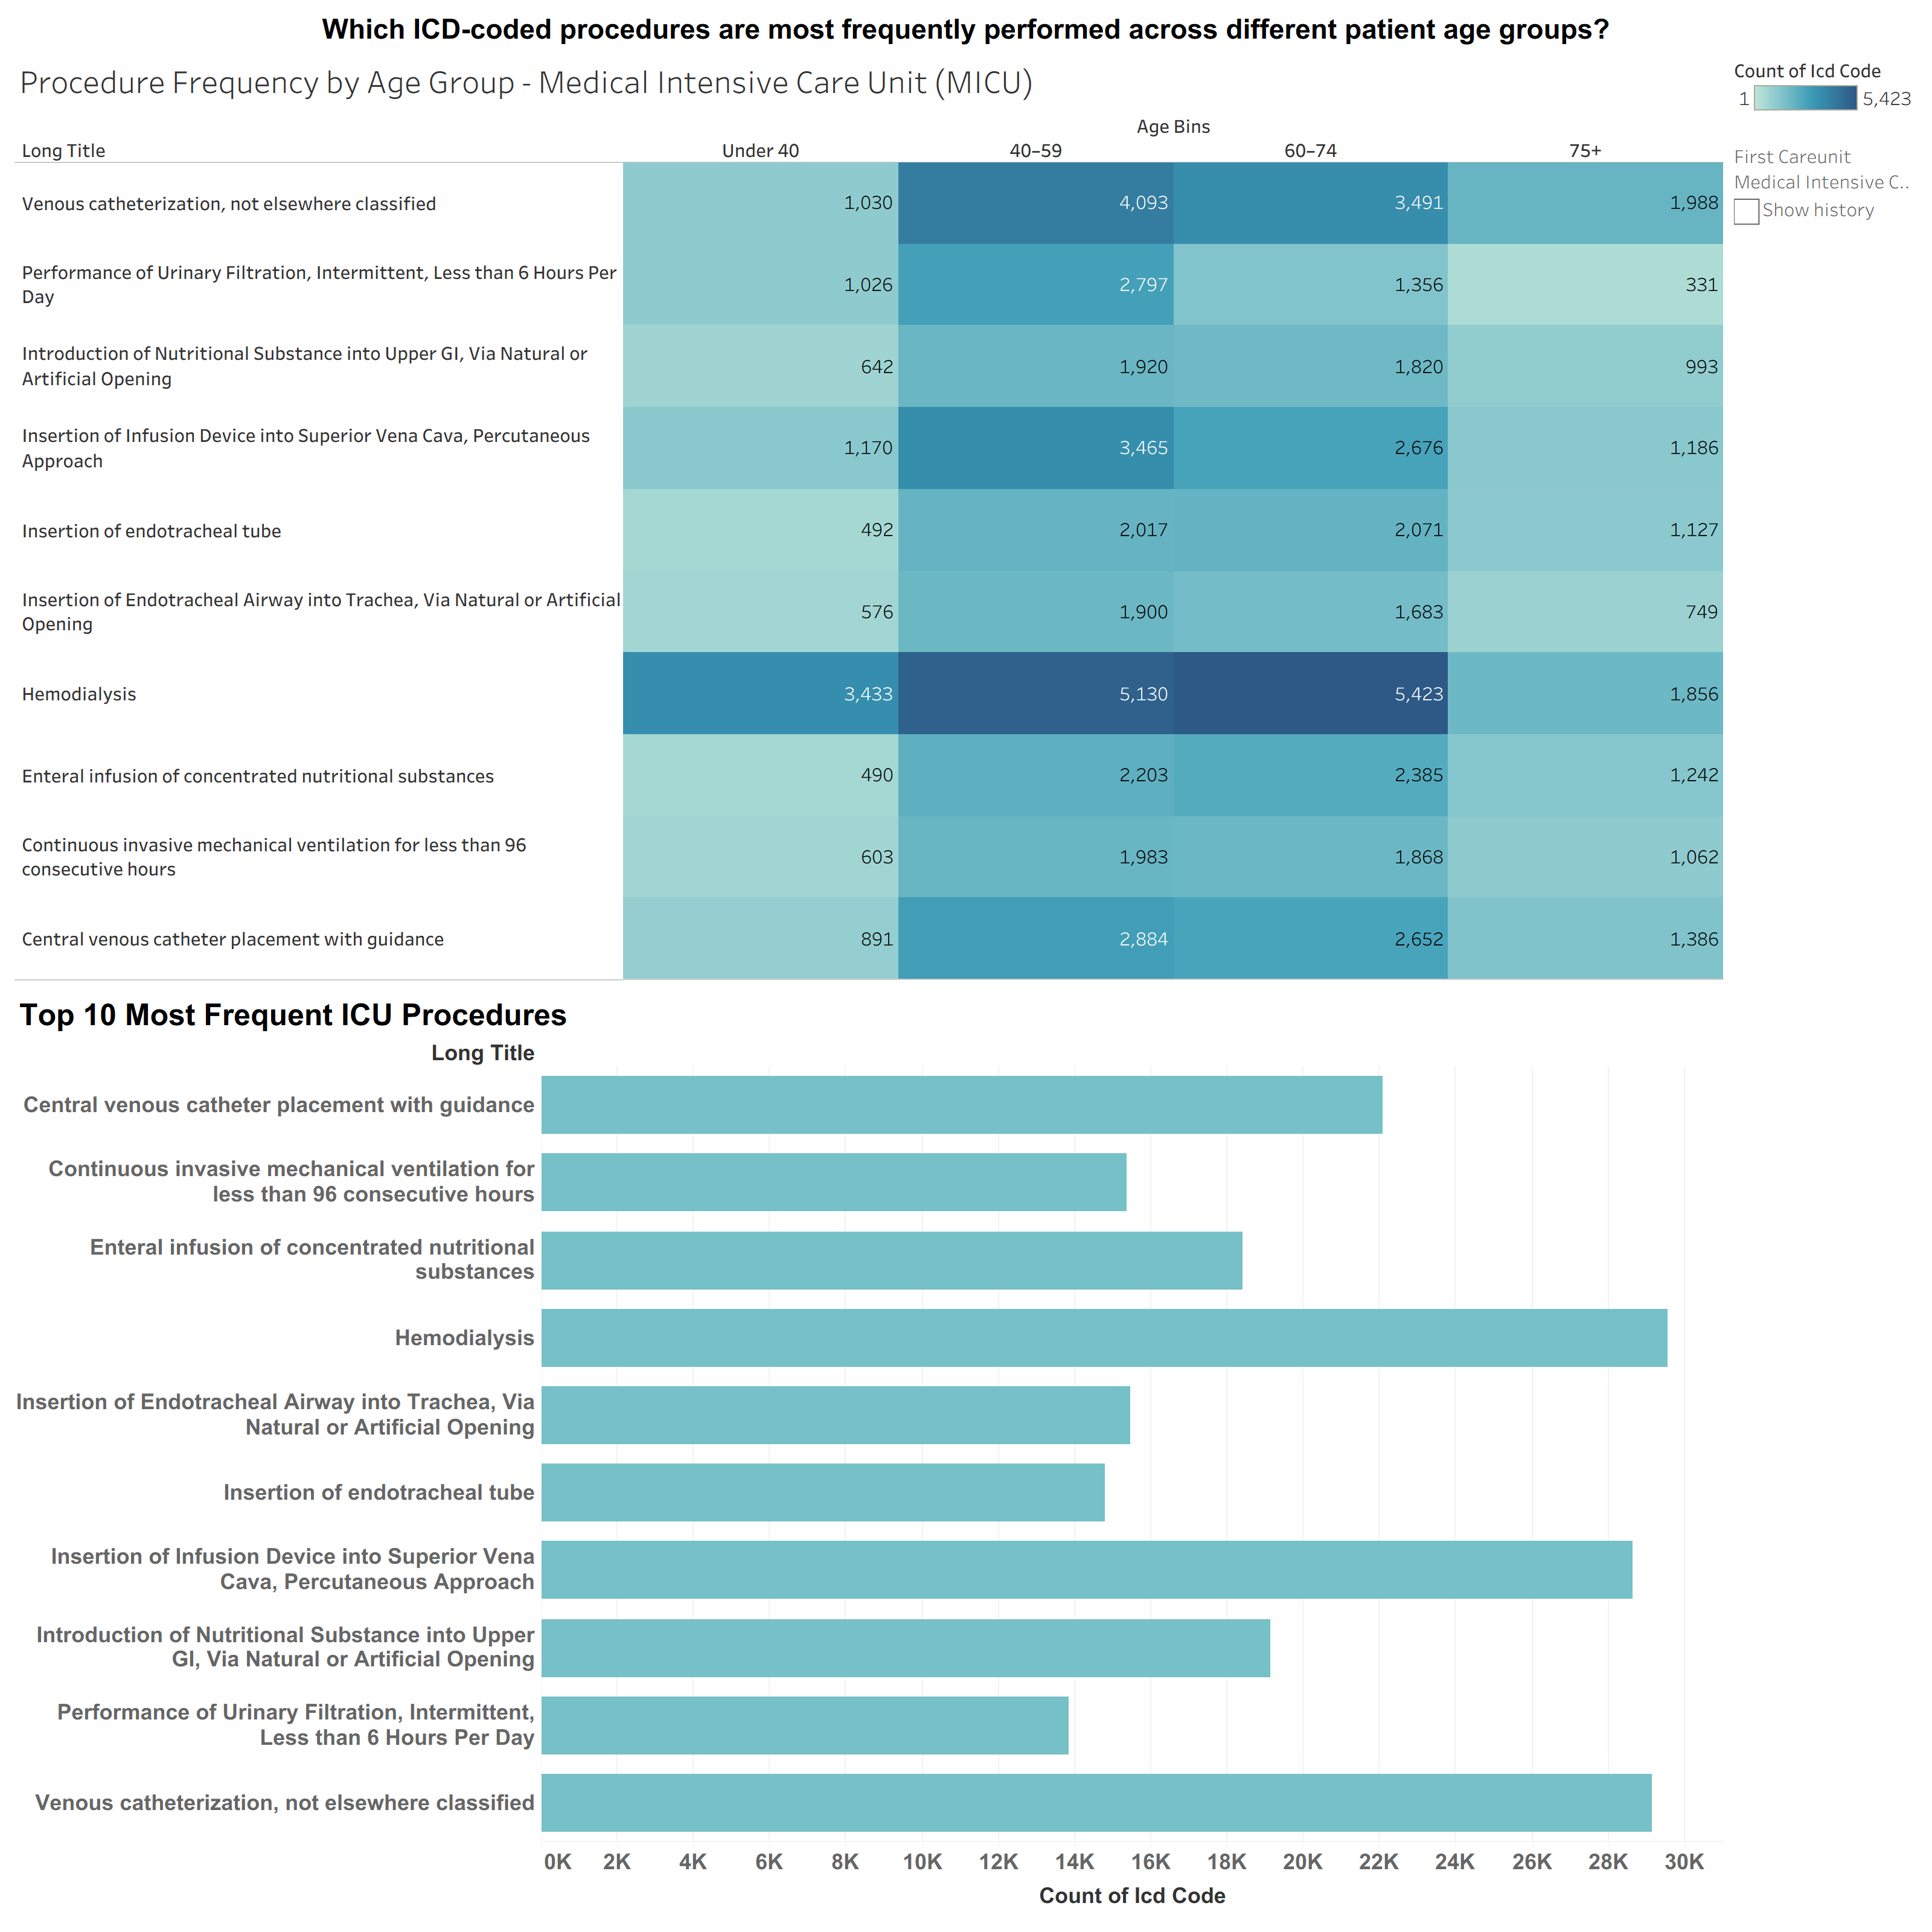 Which ICD-coded procedures are most frequently performed across different patient age groups?
Procedure Frequency by Age Group - Medical Intensive Care Unit (MICU)
Count of Icd Code
1 5,423
First Careunit
Medical Intensive C..
Show history
Age Bins
Long Title Under 40 40–59 60–74 75+
Venous catheterization, not elsewhere classified 1,030 4,093 3,491 1,988
Performance of Urinary Filtration, Intermittent, Less than 6 Hours Per
Day
1,026 2,797 1,356 331
Introduction of Nutritional Substance into Upper GI, Via Natural or
Artificial Opening
642 1,920 1,820 993
Insertion of Infusion Device into Superior Vena Cava, Percutaneous
Approach
1,170 3,465 2,676 1,186
Insertion of endotracheal tube 492 2,017 2,071 1,127
Insertion of Endotracheal Airway into Trachea, Via Natural or Artificial
Opening
576 1,900 1,683 749
Hemodialysis 3,433 5,130 5,423 1,856
Enteral infusion of concentrated nutritional substances 490 2,203 2,385 1,242
Continuous invasive mechanical ventilation for less than 96
consecutive hours
603 1,983 1,868 1,062
Central venous catheter placement with guidance 891 2,884 2,652 1,386
Top 10 Most Frequent ICU Procedures
Long Title
Central venous catheter placement with guidance
Continuous invasive mechanical ventilation for
less than 96 consecutive hours
Enteral infusion of concentrated nutritional
substances
Hemodialysis
Insertion of Endotracheal Airway into Trachea, Via
Natural or Artificial Opening
Insertion of endotracheal tube
Insertion of Infusion Device into Superior Vena
Cava, Percutaneous Approach
Introduction of Nutritional Substance into Upper
GI, Via Natural or Artificial Opening
Performance of Urinary Filtration, Intermittent,
Less than 6 Hours Per Day
Venous catheterization, not elsewhere classified
0K 2K 4K 6K 8K 10K 12K 14K 16K 18K 20K 22K 24K 26K 28K 30K
Count of Icd Code